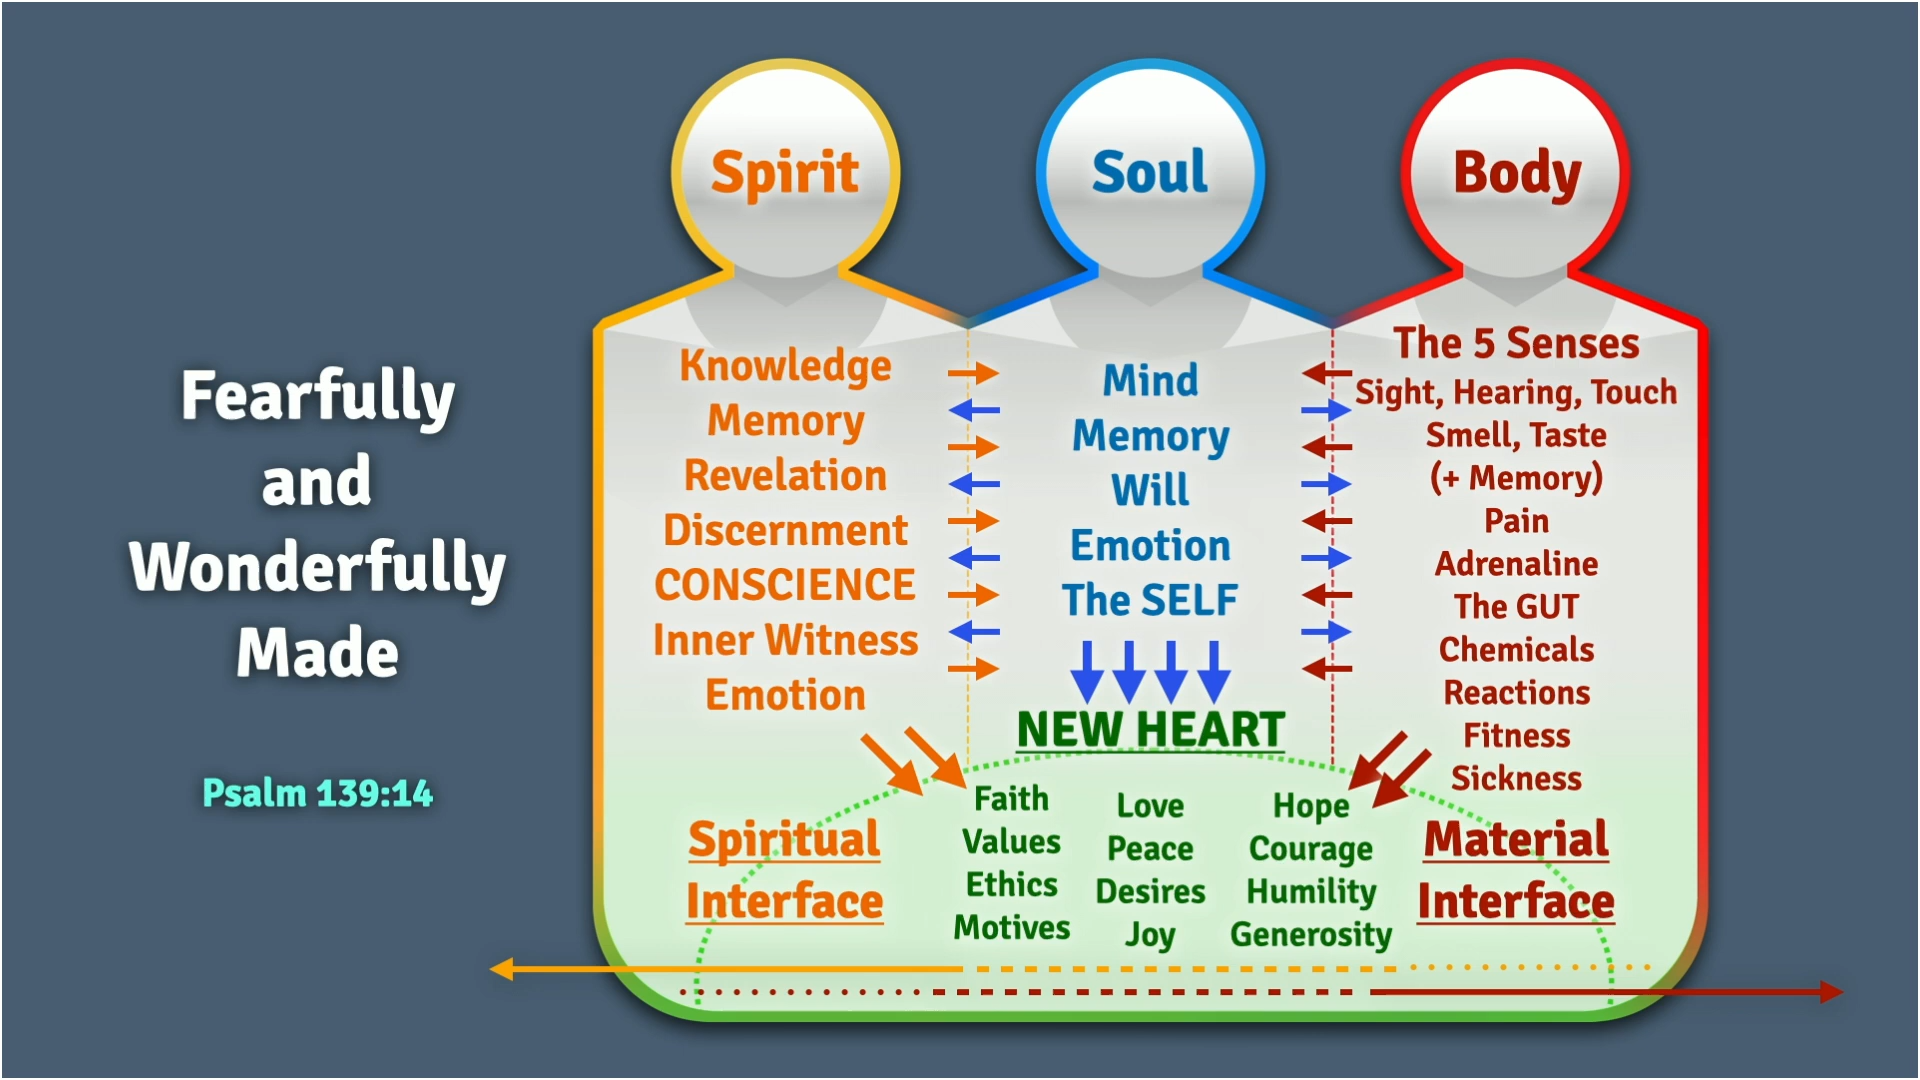 Fearfully
and
Wonderfully
Made
Psalm 139:14
Spirit
Knowledge
Memory
Revelation
Discernment
CONSCIENCE
Inner Witness
Emotion
Spiritual
Interface
Soul
Mind
Memory
Will
Emotion
The SELF
NEW HEART
Faith
Values
Ethics
Motives
Love
Peace
Desires
Joy
Hope
Courage
Humility
Generosity
Body
The 5 Senses
Sight, Hearing, Touch
Smell, Taste
(+ Memory)
Pain
Adrenaline
The GUT
Chemicals
Reactions
Fitness
Sickness
Material
Interface